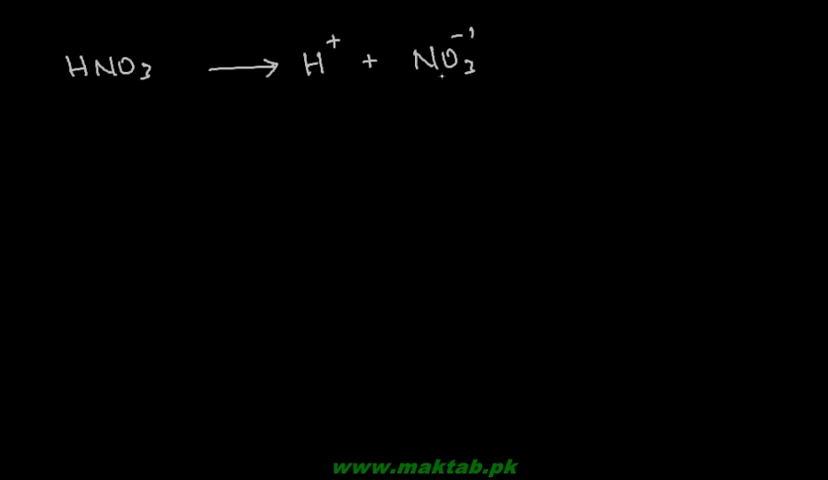 HNO₃ ⟶ H⁺ + NO₃⁻¹
www.maktab.pk